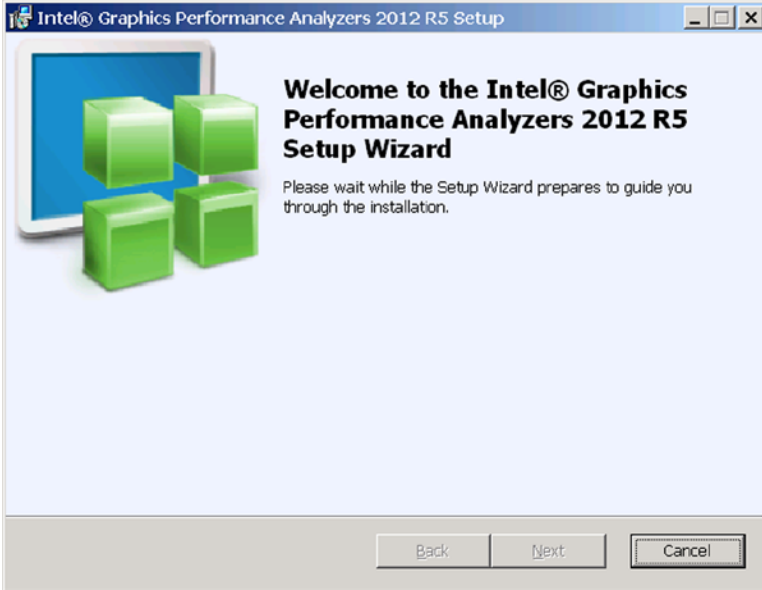 Intel® Graphics Performance Analyzers 2012 R5 Setup
Welcome to the Intel® Graphics
Performance Analyzers 2012 R5
Setup Wizard
Please wait while the Setup Wizard prepares to guide you
through the installation.
Back
Next
Cancel